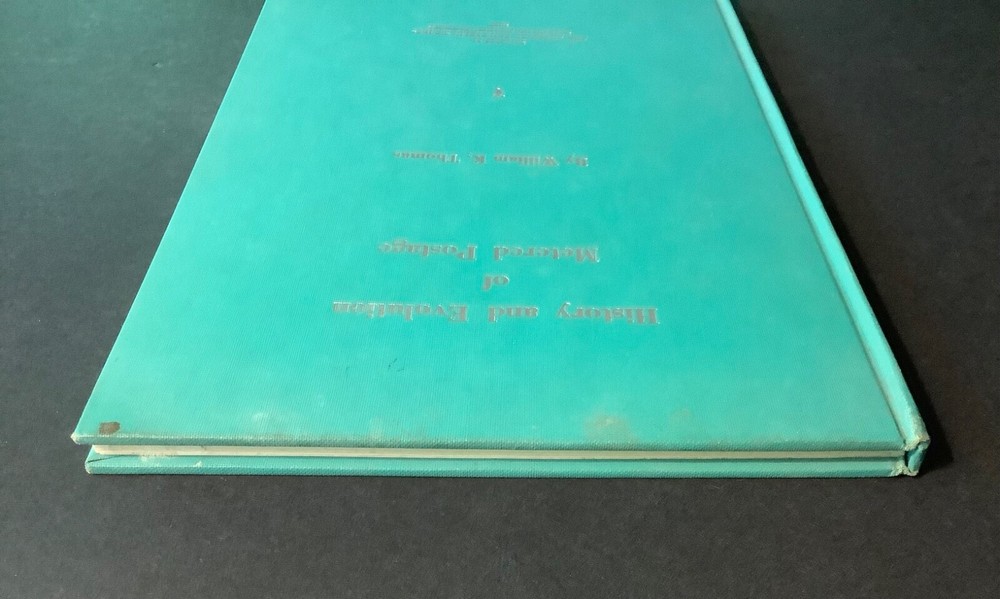 History and Evolution
of
Metered Postage
By William K. Thomas